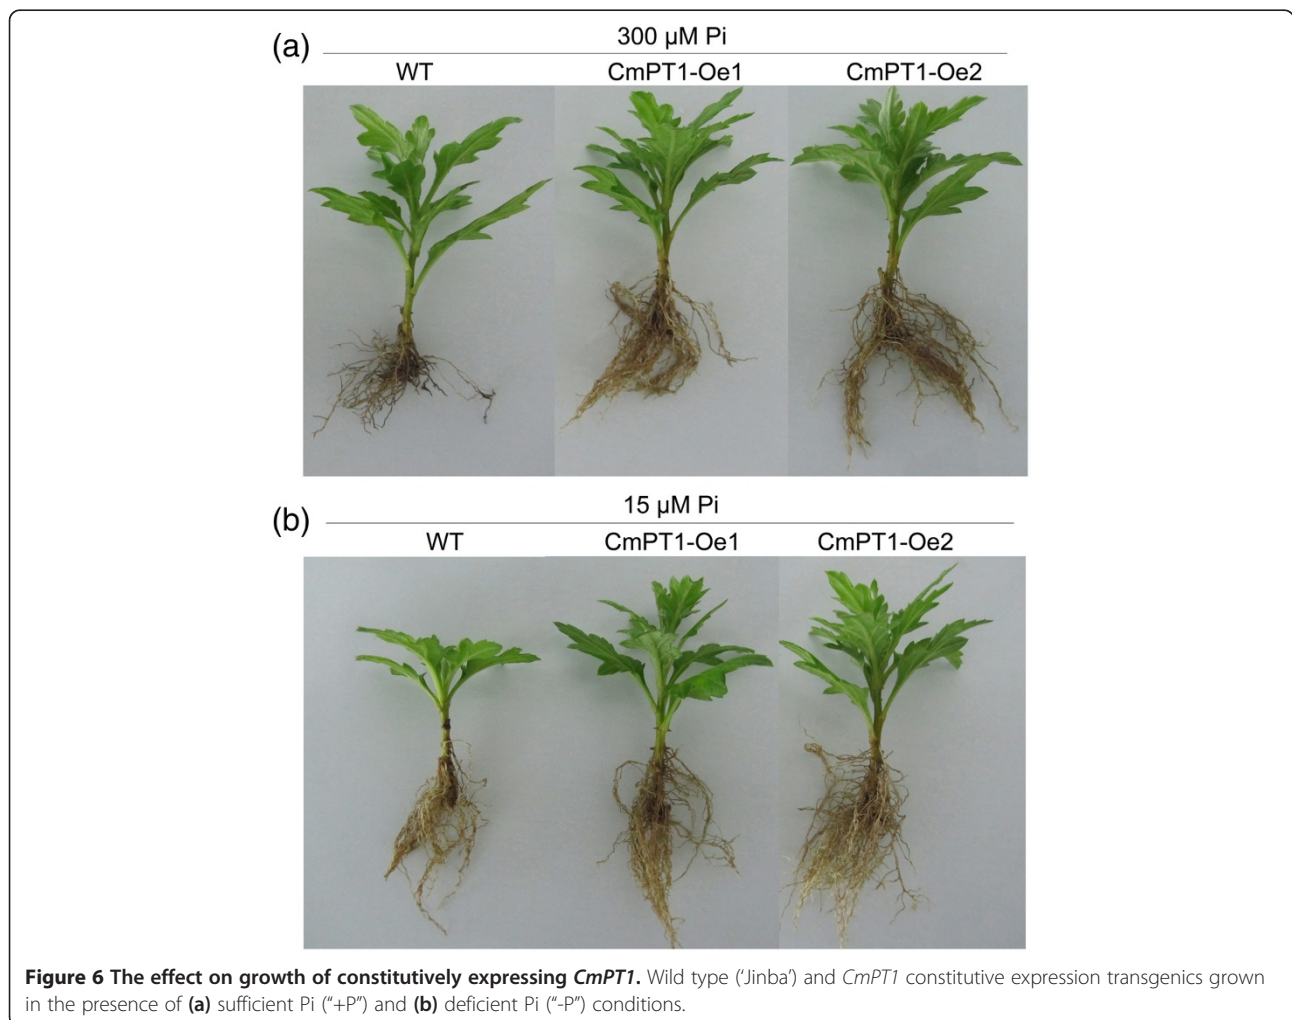 (a)
300 µM Pi
WT CmPT1-Oe1 CmPT1-Oe2
(b)
15 µM Pi
WT CmPT1-Oe1 CmPT1-Oe2
Figure 6 The effect on growth of constitutively expressing CmPT1. Wild type (‘Jinba’) and CmPT1 constitutive expression transgenics grown
in the presence of (a) sufficient Pi (“+P”) and (b) deficient Pi (“-P”) conditions.